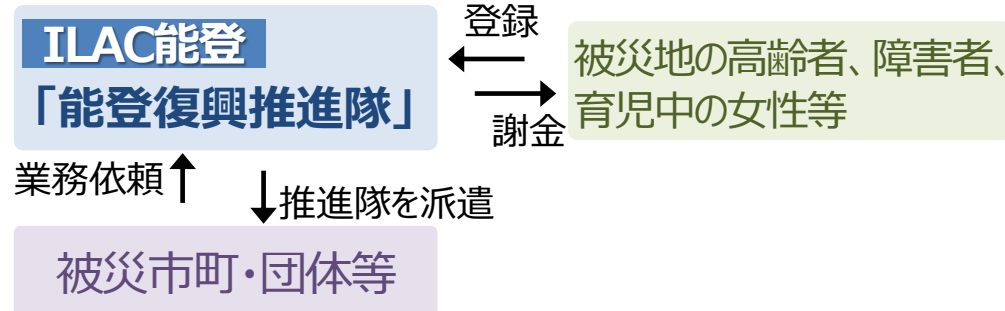 登録
ILAC能登
「能登復興推進隊」
被災地の高齢者、障害者、
育児中の女性等
謝金
業務依頼
推進隊を派遣
被災市町・団体等